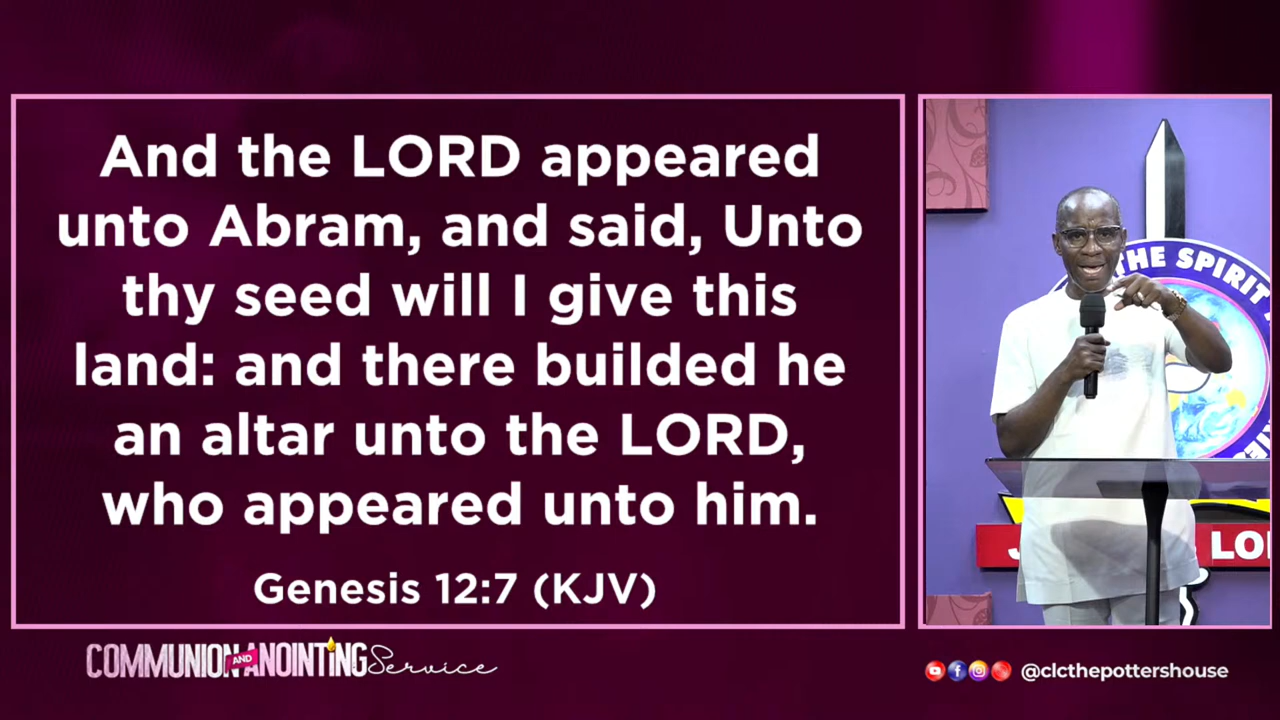 And the LORD appeared
unto Abram, and said, Unto
thy seed will I give this
land: and there builded he
an altar unto the LORD,
who appeared unto him.
Genesis 12:7 (KJV)
THE SPIRIT
COMMUNION AND ANOINTING Service
@clcthepottershouse